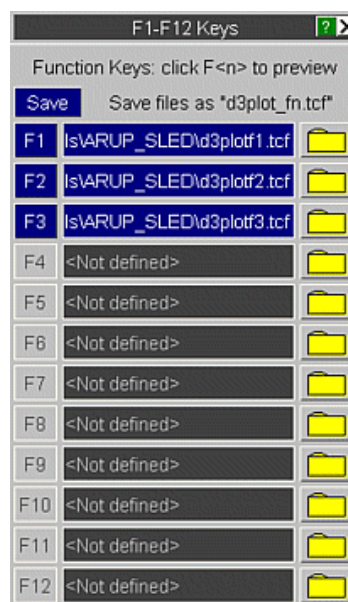 F1-F12 Keys ? X
Function Keys: click F<n> to preview
Save Save files as "d3plot_fn.tcf"
F1 ls\ARUP_SLED\d3plotf1.tcf
F2 ls\ARUP_SLED\d3plotf2.tcf
F3 ls\ARUP_SLED\d3plotf3.tcf
F4 <Not defined>
F5 <Not defined>
F6 <Not defined>
F7 <Not defined>
F8 <Not defined>
F9 <Not defined>
F10 <Not defined>
F11 <Not defined>
F12 <Not defined>